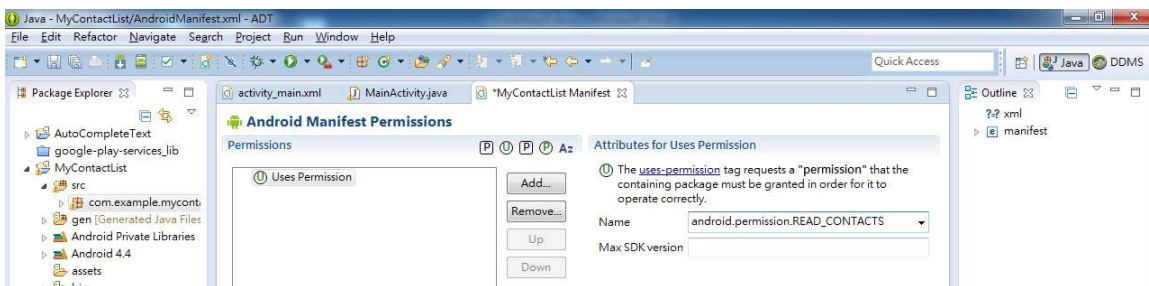 Java - MyContactList/AndroidManifest.xml - ADT
File Edit Refactor Navigate Search Project Run Window Help
Quick Access
Java
DDMS
Package Explorer
AutoCompleteText
google-play-services_lib
MyContactList
src
com.example.myconta
gen [Generated Java Files
Android Private Libraries
Android 4.4
assets
activity_main.xml
MainActivity.java
*MyContactList Manifest
Android Manifest Permissions
Permissions
P U P P Az
U Uses Permission
Add...
Remove...
Up
Down
Attributes for Uses Permission
U The uses-permission tag requests a "permission" that the
containing package must be granted in order for it to
operate correctly.
Name android.permission.READ_CONTACTS
Max SDK version
Outline
?=? xml
e manifest